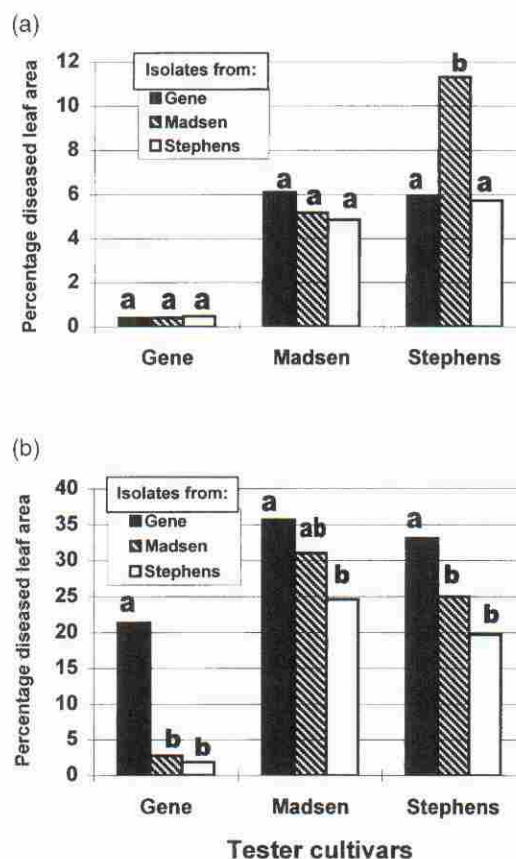 (a)
Percentage diseased leaf area
12
10
8
6
4
2
0
Isolates from:
Gene
Madsen
Stephens
a a a
a a a
a b a
Gene Madsen Stephens
(b)
Percentage diseased leaf area
40
35
30
25
20
15
10
5
0
Isolates from:
Gene
Madsen
Stephens
a b b
a ab b
a b b
Gene Madsen Stephens
Tester cultivars